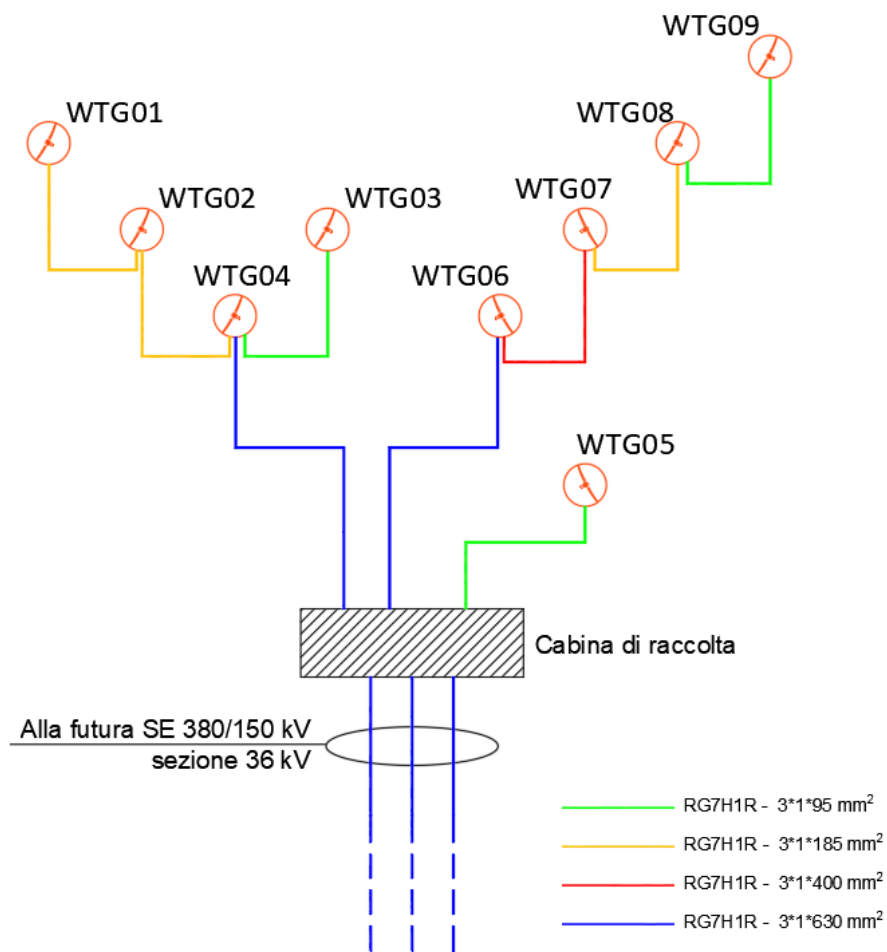 WTG09
WTG01
WTG08
WTG02
WTG03
WTG07
WTG04
WTG06
WTG05
Cabina di raccolta
Alla futura SE 380/150 kV
sezione 36 kV
RG7H1R - 3*1*95 mm²
RG7H1R - 3*1*185 mm²
RG7H1R - 3*1*400 mm²
RG7H1R - 3*1*630 mm²